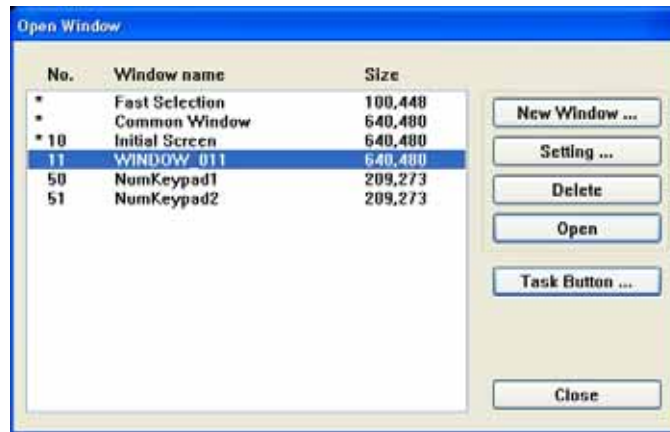 Open Window
No. Window name Size
* Fast Selection 100,448
* Common Window 640,480
* 10 Initial Screen 640,480
11 WINDOW_011 640,480
50 NumKeypad1 209,273
51 NumKeypad2 209,273
New Window ...
Setting ...
Delete
Open
Task Button ...
Close